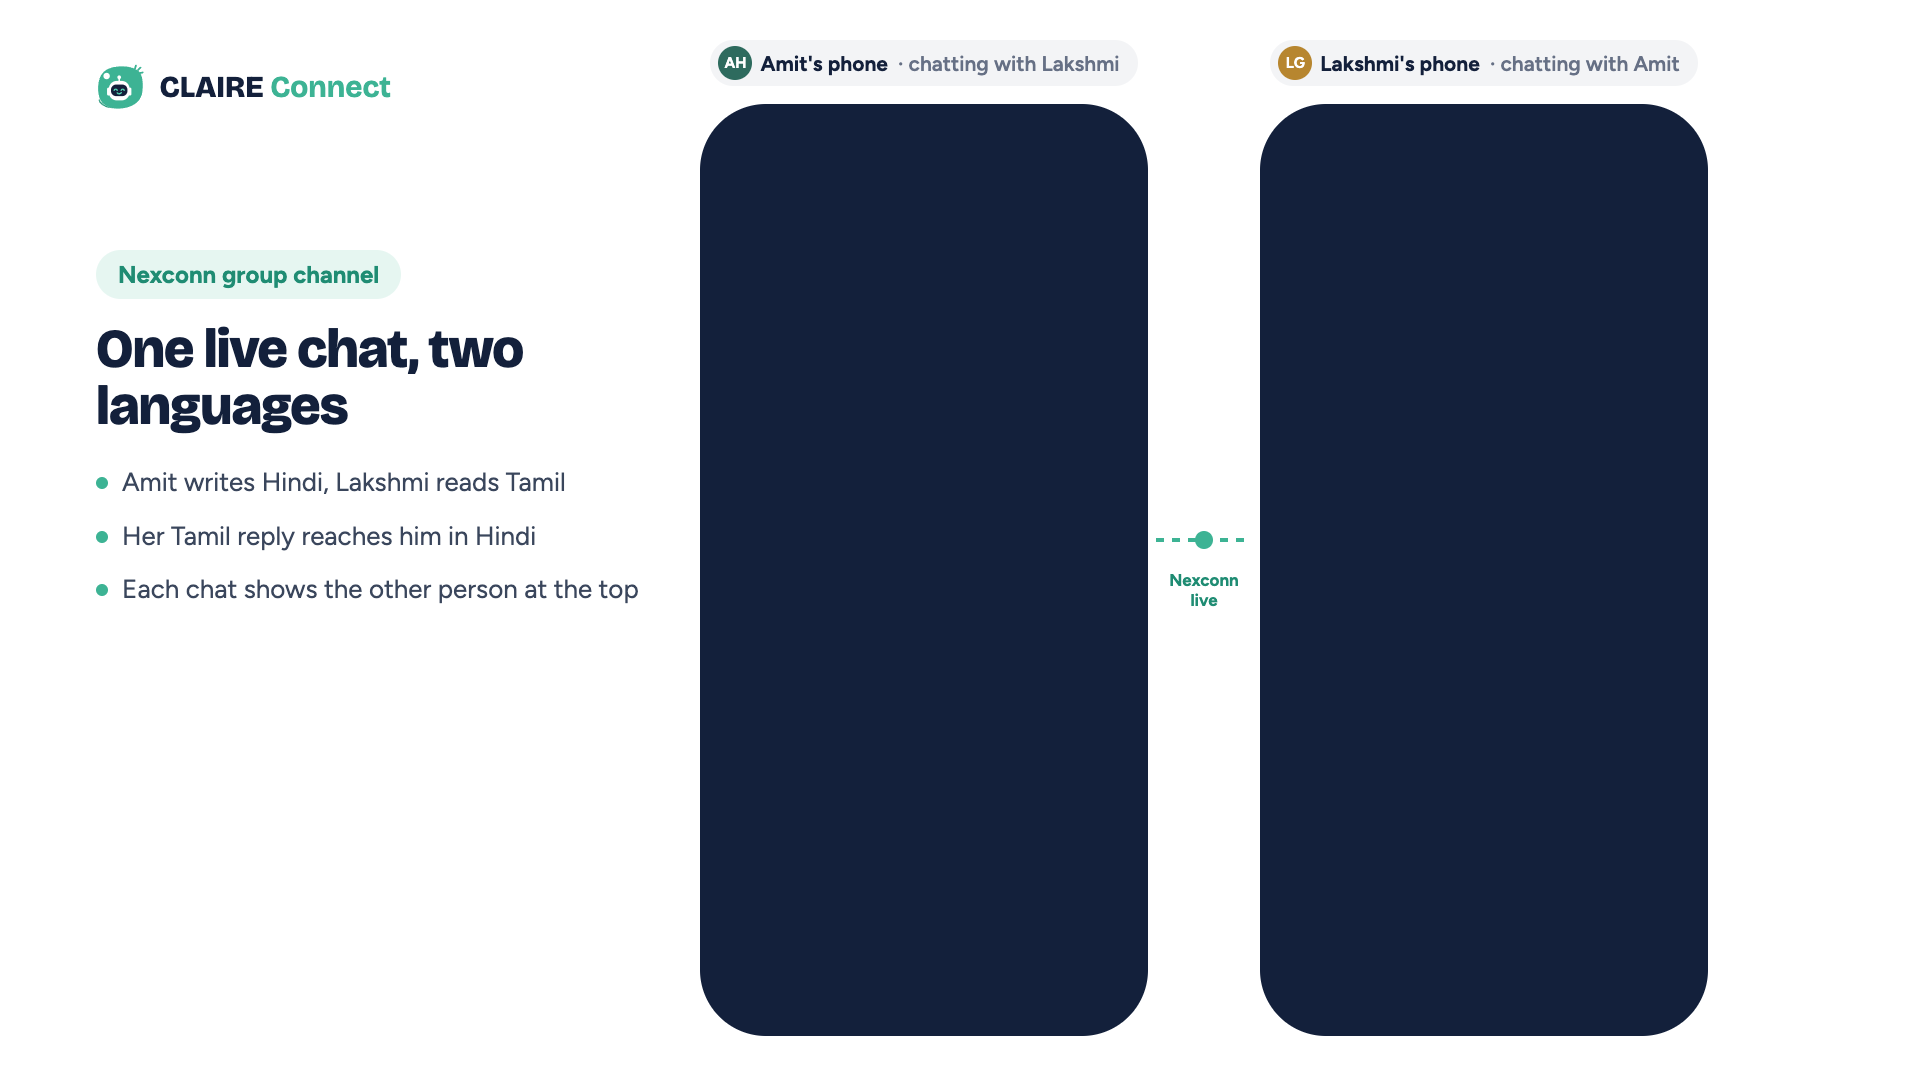 CLAIRE Connect
Nexconn group channel
One live chat, two
languages
Amit writes Hindi, Lakshmi reads Tamil
Her Tamil reply reaches him in Hindi
Each chat shows the other person at the top
AH Amit's phone · chatting with Lakshmi
Nexconn
live
LG Lakshmi's phone · chatting with Amit